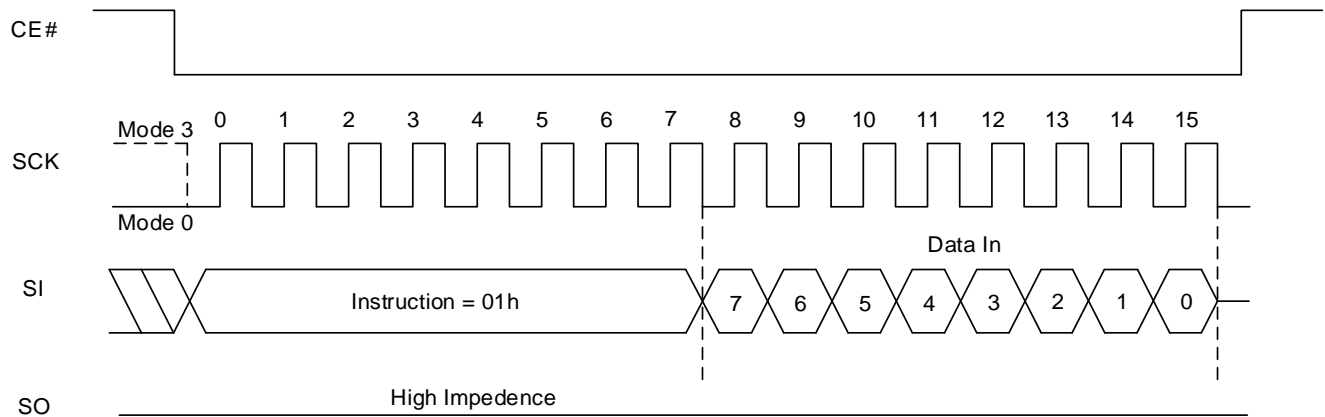 CE#
Mode 3 0 1 2 3 4 5 6 7 8 9 10 11 12 13 14 15
SCK
Mode 0
Data In
SI Instruction = 01h 7 6 5 4 3 2 1 0
High Impedence
SO